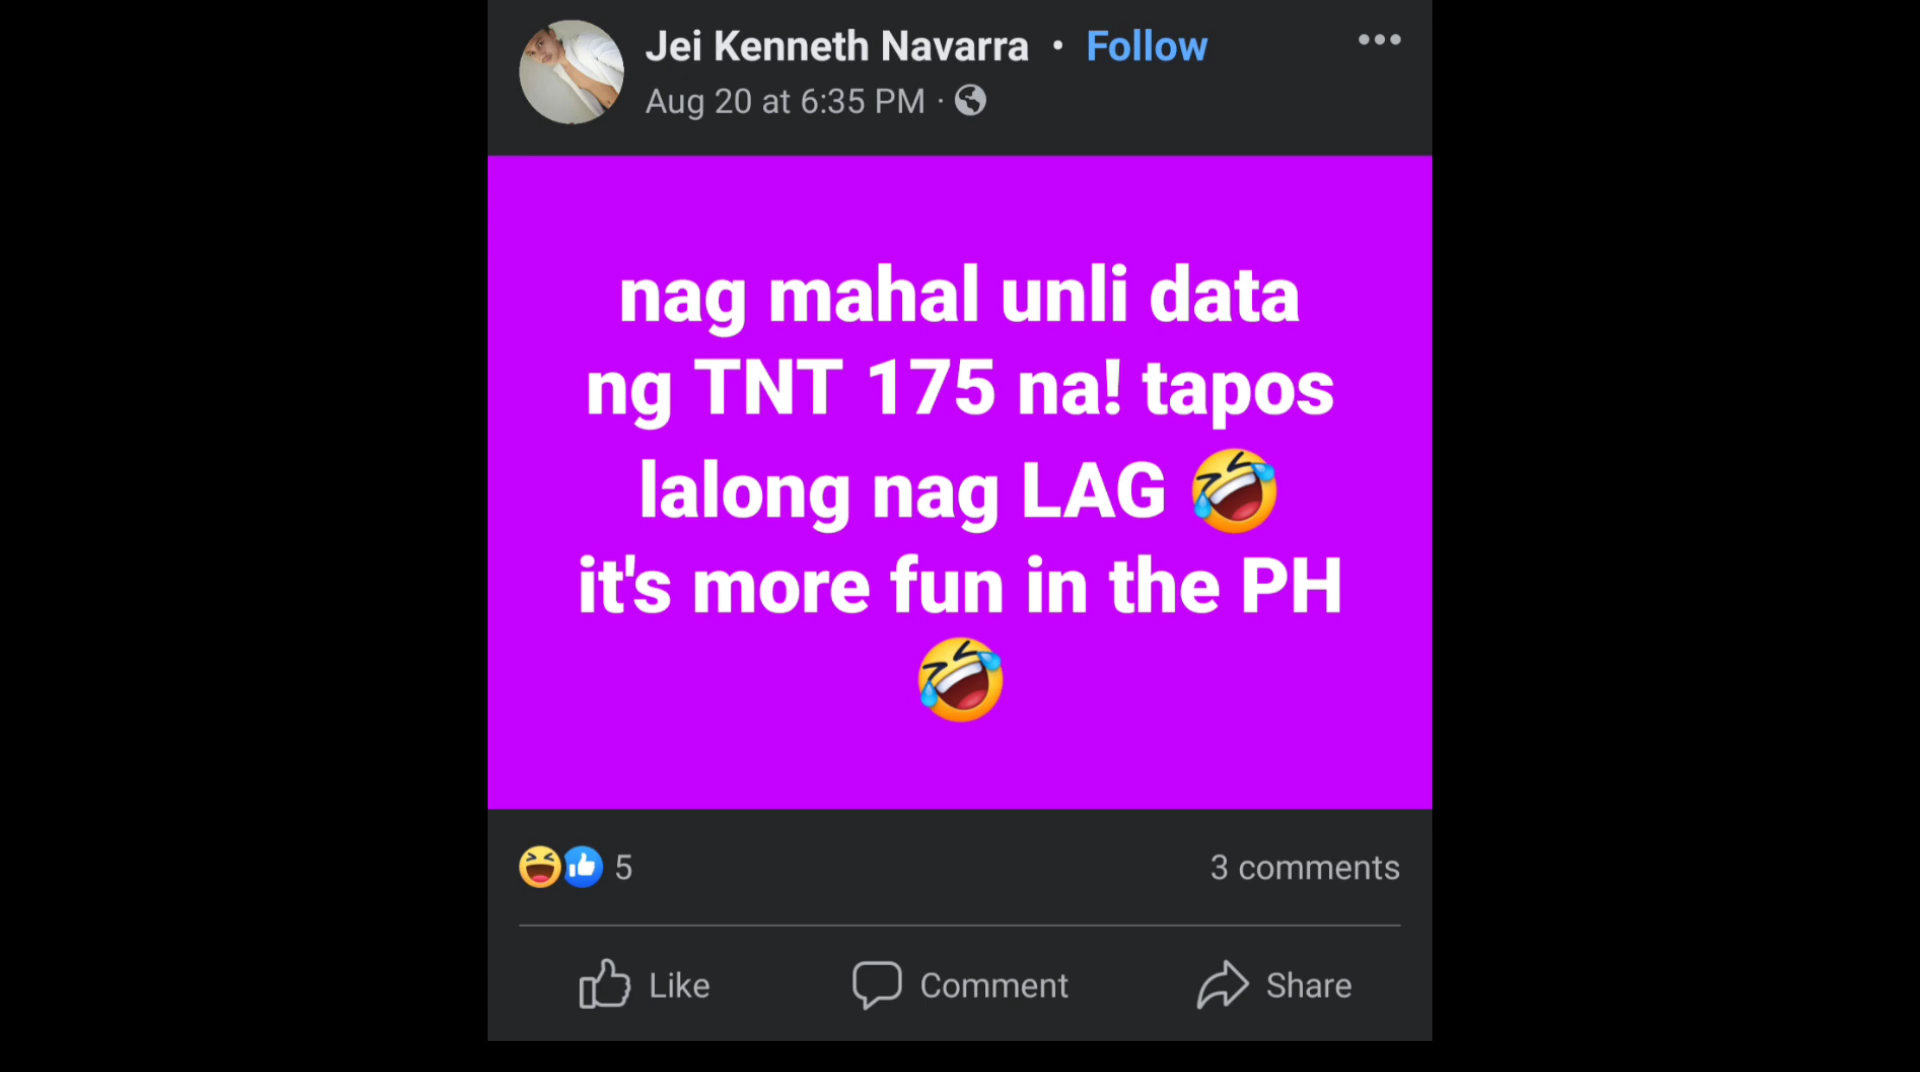 Jei Kenneth Navarra • Follow
Aug 20 at 6:35 PM ·
nag mahal unli data
ng TNT 175 na! tapos
lalong nag LAG 🤣
it's more fun in the PH
🤣
5
3 comments
Like
Comment
Share